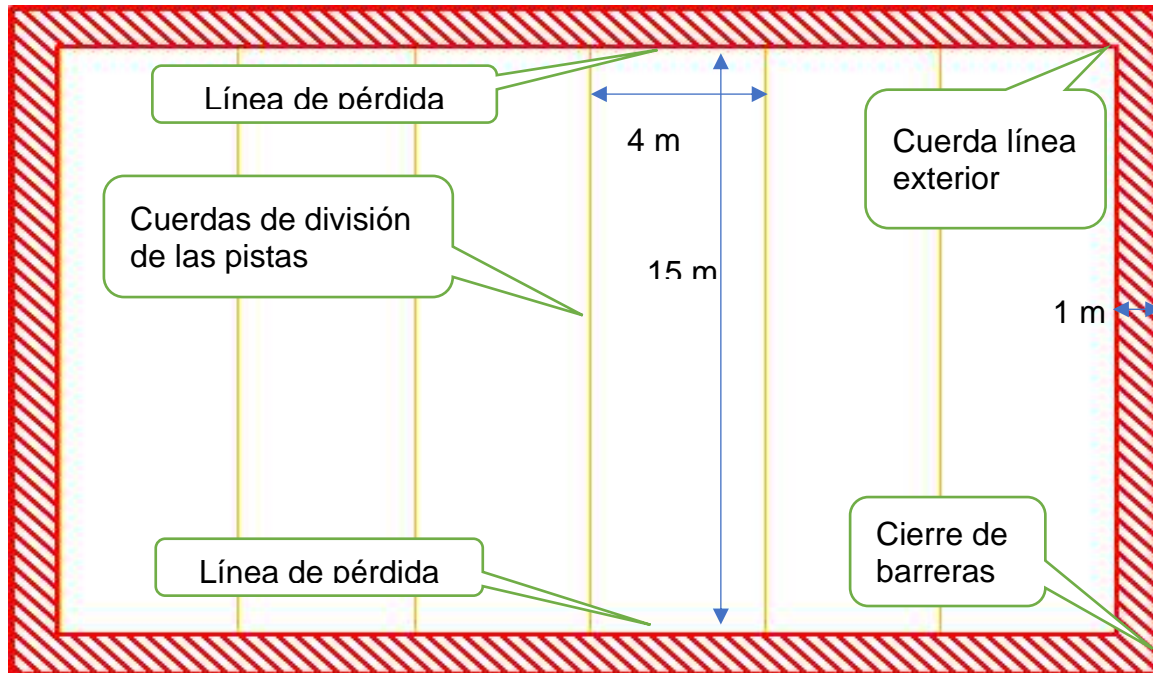 Línea de pérdida
4 m
Cuerda línea
exterior
Cuerdas de división
de las pistas
15 m
1 m
Cierre de
barreras
Línea de pérdida